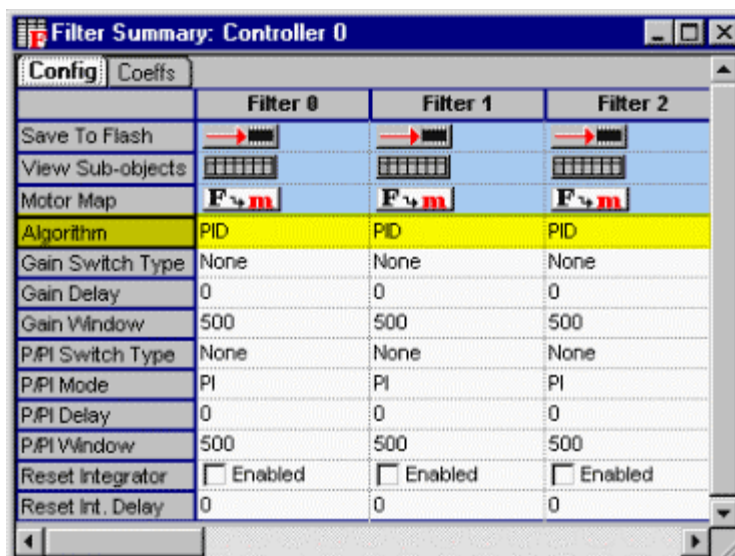 Filter Summary: Controller 0
Config Coeffs
Filter 0 Filter 1 Filter 2
Save To Flash
View Sub-objects
Motor Map F m F m F m
Algorithm PID PID PID
Gain Switch Type None None None
Gain Delay 0 0 0
Gain Window 500 500 500
P/PI Switch Type None None None
P/PI Mode PI PI PI
P/PI Delay 0 0 0
P/PI Window 500 500 500
Reset Integrator Enabled Enabled Enabled
Reset Int. Delay 0 0 0